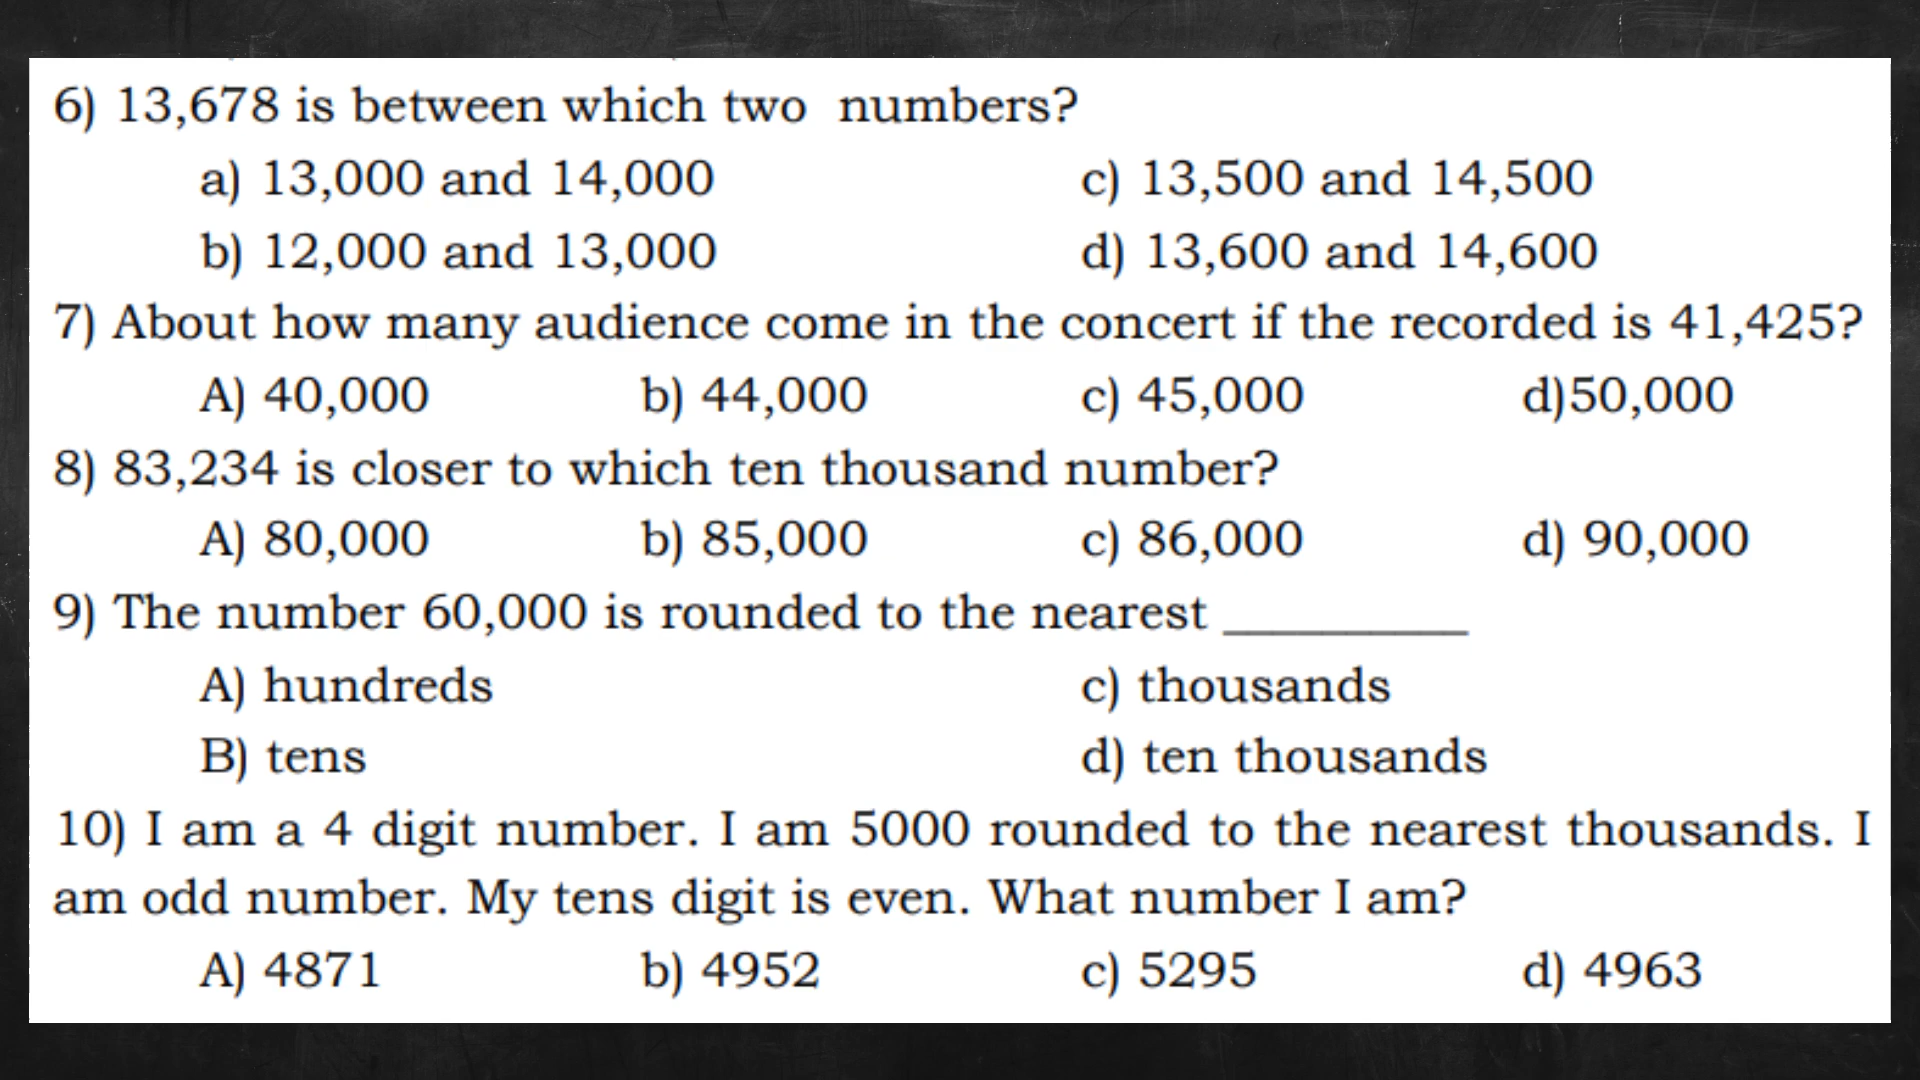 6) 13,678 is between which two numbers?
a) 13,000 and 14,000 c) 13,500 and 14,500
b) 12,000 and 13,000 d) 13,600 and 14,600
7) About how many audience come in the concert if the recorded is 41,425?
A) 40,000 b) 44,000 c) 45,000 d)50,000
8) 83,234 is closer to which ten thousand number?
A) 80,000 b) 85,000 c) 86,000 d) 90,000
9) The number 60,000 is rounded to the nearest __________
A) hundreds c) thousands
B) tens d) ten thousands
10) I am a 4 digit number. I am 5000 rounded to the nearest thousands. I
am odd number. My tens digit is even. What number I am?
A) 4871 b) 4952 c) 5295 d) 4963